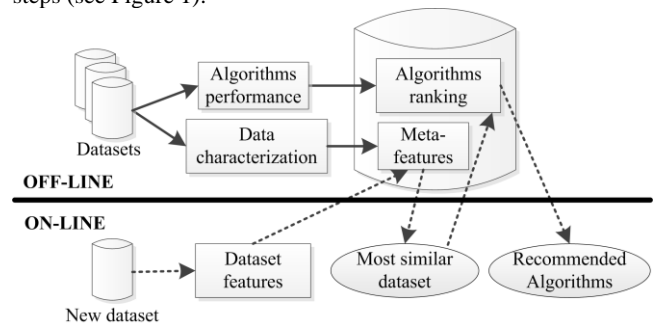 steps (see Figure 1).
Algorithms
performance
Algorithms
ranking
Datasets
Data
characterization
Meta-
features
OFF-LINE
ON-LINE
Dataset
features
Most similar
dataset
Recommended
Algorithms
New dataset